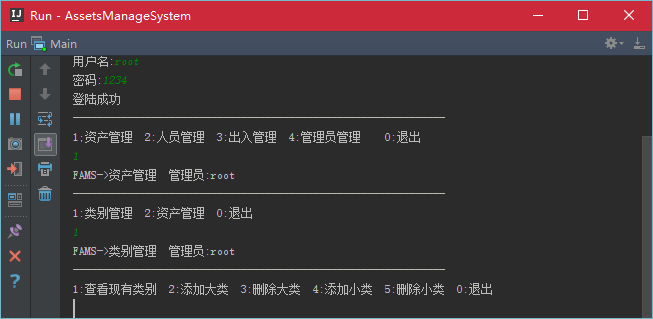 Run - AssetsManageSystem
Run Main
用户名:root
密码:1234
登陆成功
1;资产管理 2:人员管理 3:出入管理 4:管理员管理 0:退出
1
FAMS->资产管理 管理员:root
1:类别管理 2:资产管理 0:退出
1
FAMS->类别管理 管理员:root
1:查看现有类别 2:添加大类 3:删除大类 4:添加小类 5:删除小类 0:退出